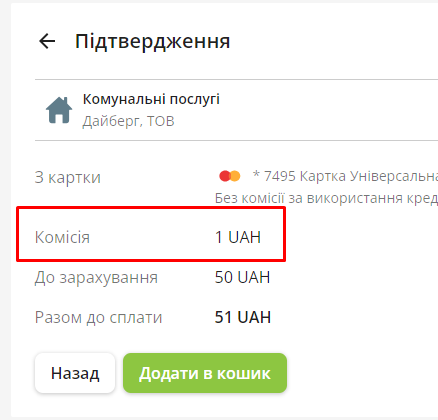 ← Підтвердження
Комунальні послугі
Дайберг, ТОВ
З картки * 7495 Картка Універсальна
Без комісії за використання кред
Комісія 1 UAH
До зарахування 50 UAH
Разом до сплати 51 UAH
Назад Додати в кошик